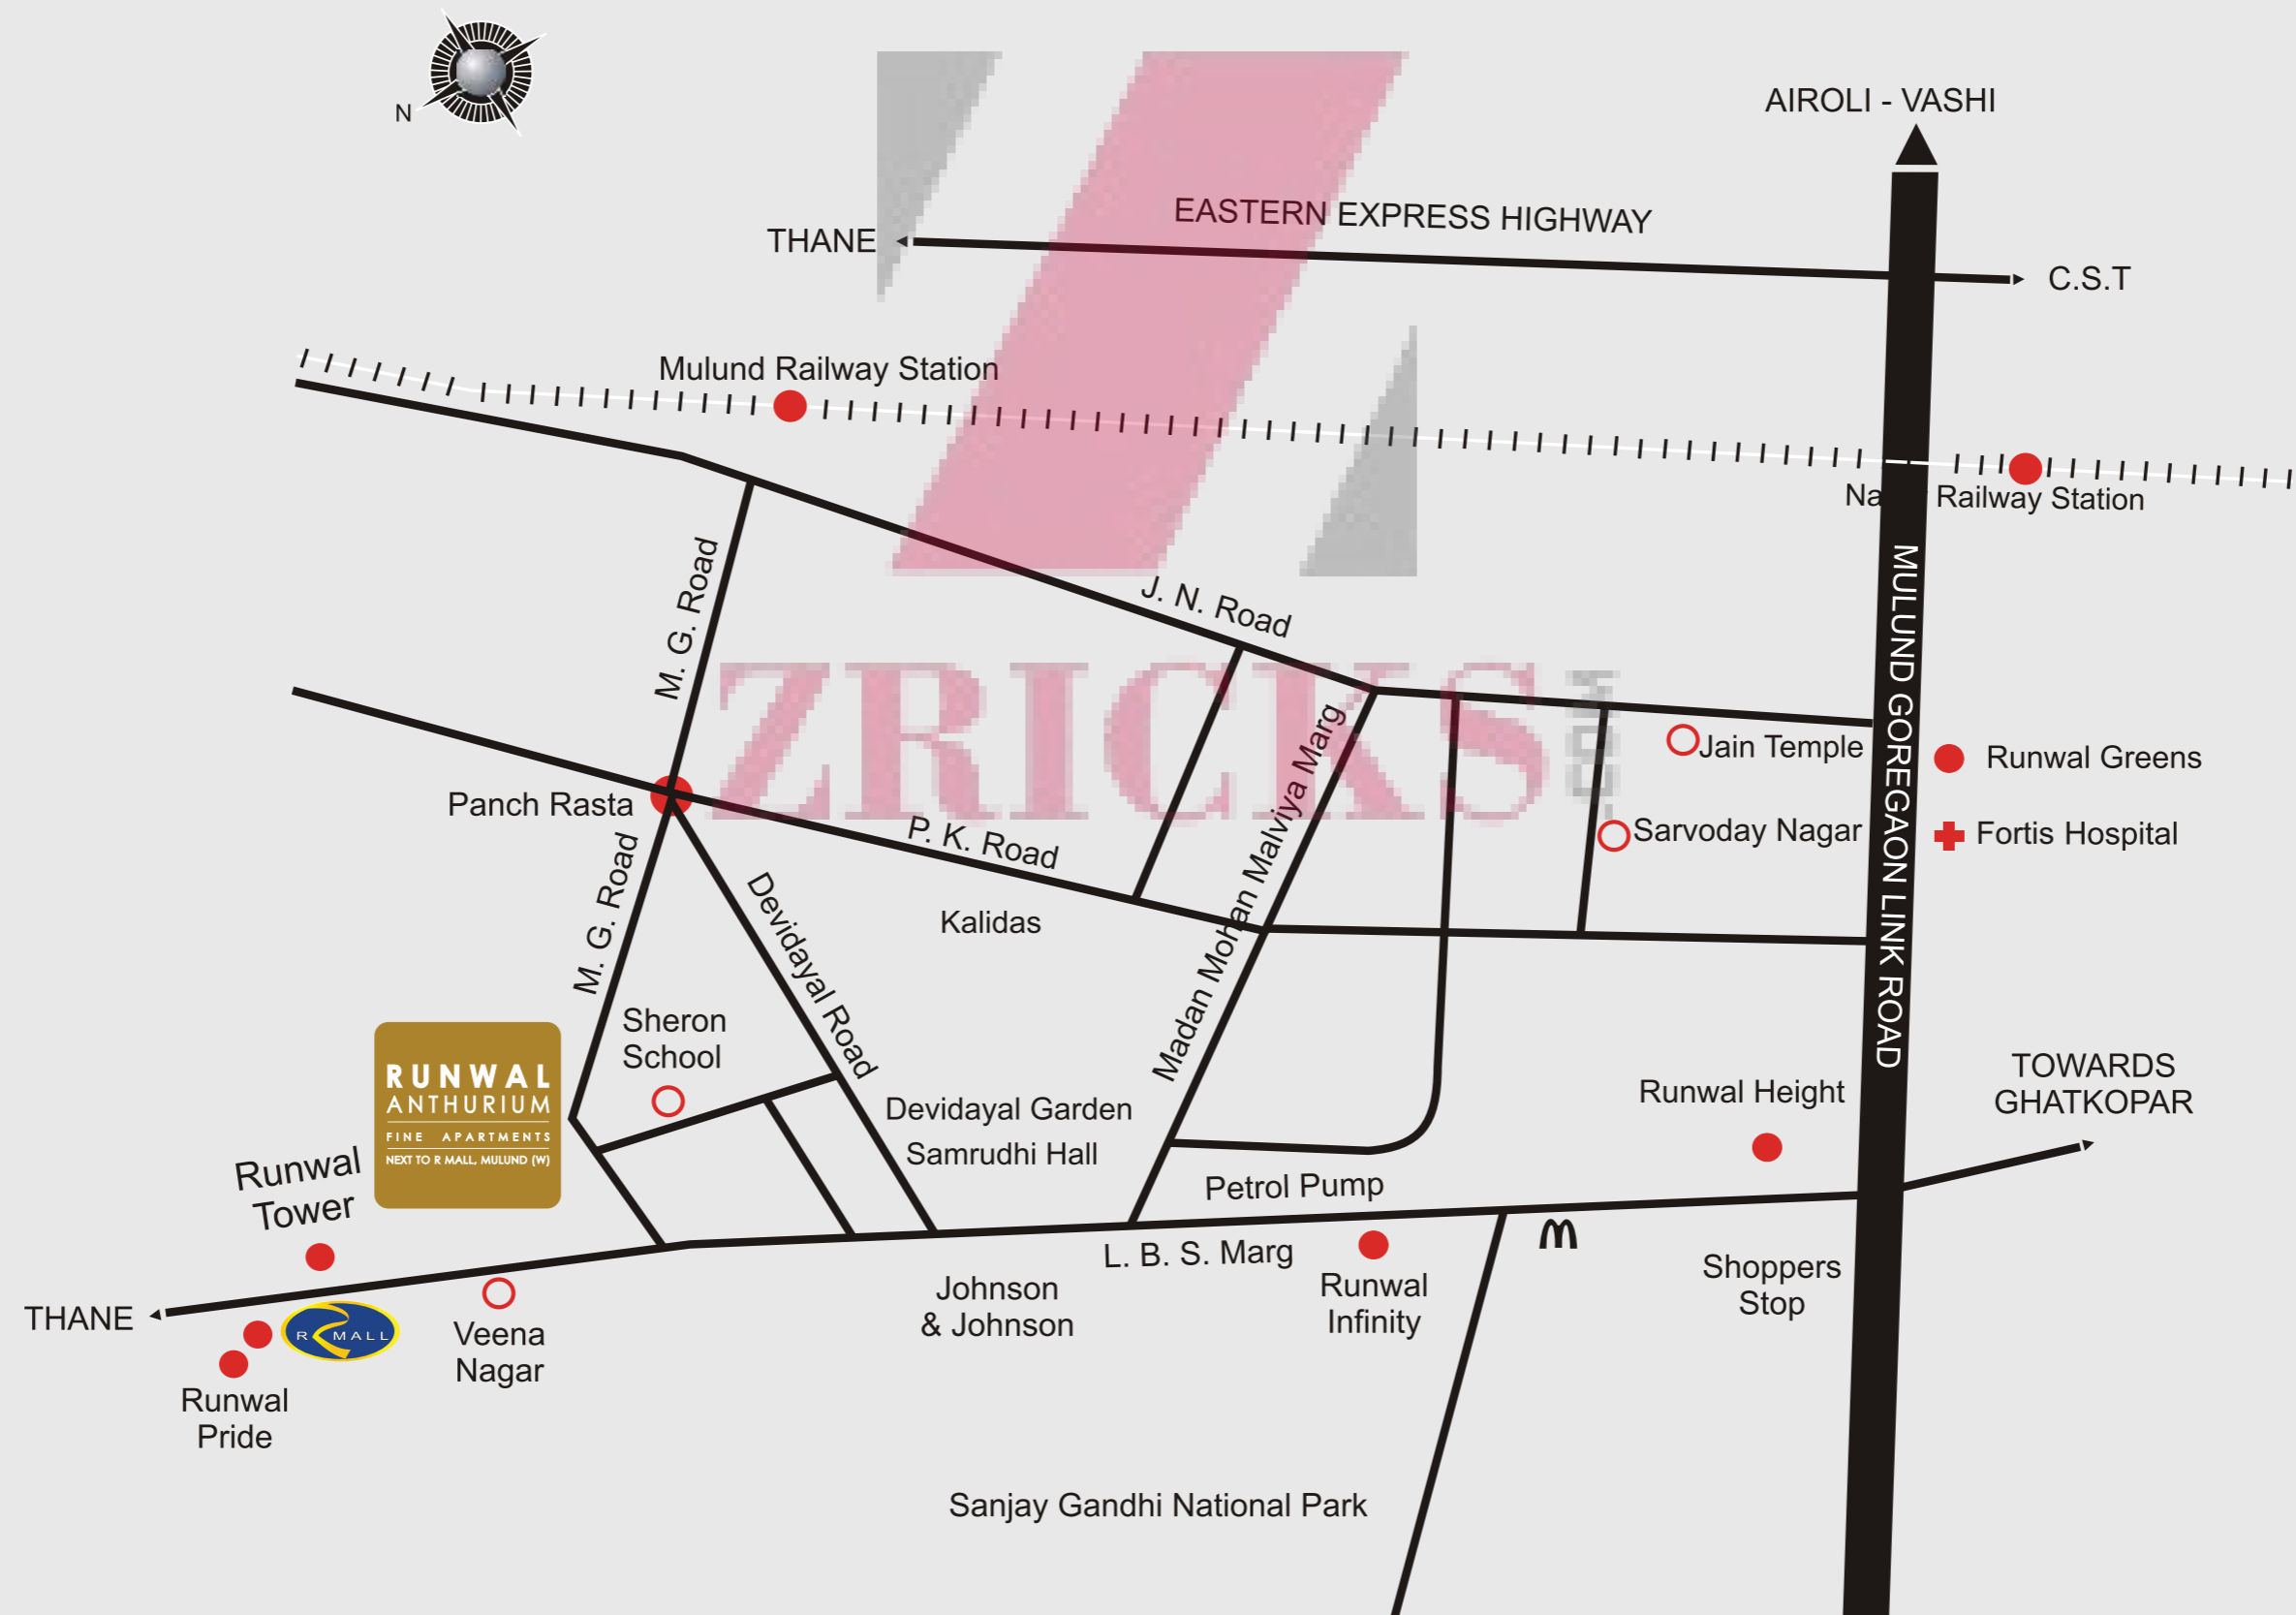 N
AIROLI - VASHI
EASTERN EXPRESS HIGHWAY
THANE
C.S.T
Mulund Railway Station
Railway Station
M. G. Road
J. N. Road
ZRICKS
MULUND GOREGAON LINK ROAD
Jain Temple
Runwal Greens
Panch Rasta
P. K. Road
Madan Mohan Malviya Marg
Sarvoday Nagar
Fortis Hospital
M. G. Road
Devidayal Road
Kalidas
Sheron
School
RUNWAL
ANTHURIUM
FINE APARTMENTS
NEXT TO R MALL, MULUND (W)
Devidayal Garden
Samrudhi Hall
Runwal Height
TOWARDS
GHATKOPAR
Runwal
Tower
Petrol Pump
L. B. S. Marg
THANE
R MALL
Veena
Nagar
Johnson
& Johnson
Runwal
Infinity
Shoppers
Stop
Runwal
Pride
Sanjay Gandhi National Park